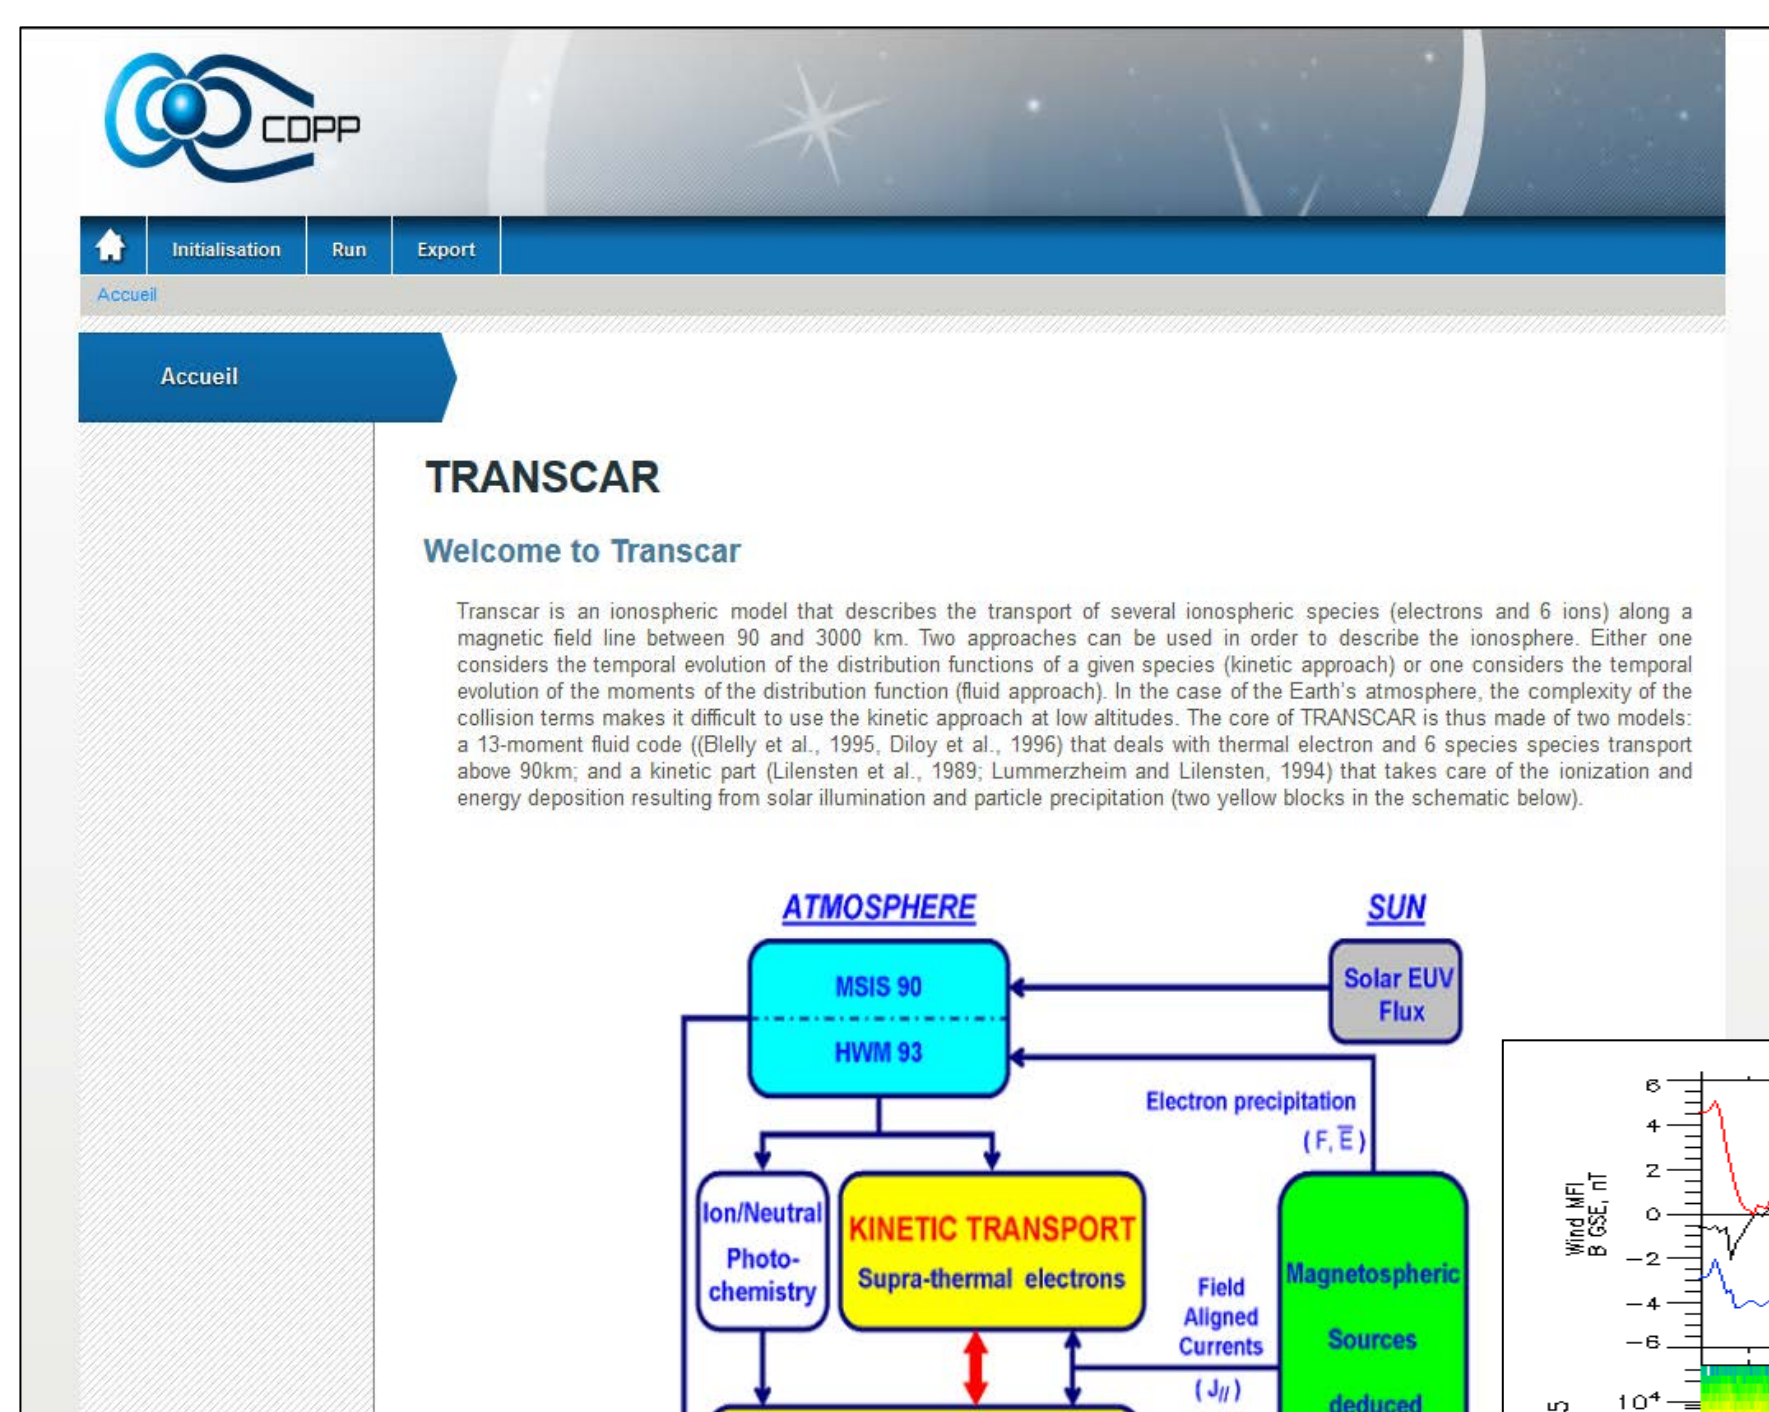 CDPP
Initialisation Run Export
Accueil
Accueil
TRANSCAR
Welcome to Transcar
Transcar is an ionospheric model that describes the transport of several ionospheric species (electrons and 6 ions) along a
magnetic field line between 90 and 3000 km. Two approaches can be used in order to describe the ionosphere. Either one
considers the temporal evolution of the distribution functions of a given species (kinetic approach) or one considers the temporal
evolution of the moments of the distribution function (fluid approach). In the case of the Earth's atmosphere, the complexity of the
collision terms makes it difficult to use the kinetic approach at low altitudes. The core of TRANSCAR is thus made of two models:
a 13-moment fluid code ((Blelly et al., 1995, Diloy et al., 1996) that deals with thermal electron and 6 species species transport
above 90km; and a kinetic part (Lilensten et al., 1989; Lummerzheim and Lilensten, 1994) that takes care of the ionization and
energy deposition resulting from solar illumination and particle precipitation (two yellow blocks in the schematic below).
ATMOSPHERE
SUN
MSIS 90
HWM 93
Solar EUV
Flux
Electron precipitation
(F, E̅)
Ion/Neutral
Photo-
chemistry
KINETIC TRANSPORT
Supra-thermal electrons
Field
Aligned
Currents
(J//)
Magnetospheric
Sources
deduced
Wind MFI
B GSE, nT
6
4
2
0
−2
−4
−6
10⁴
5